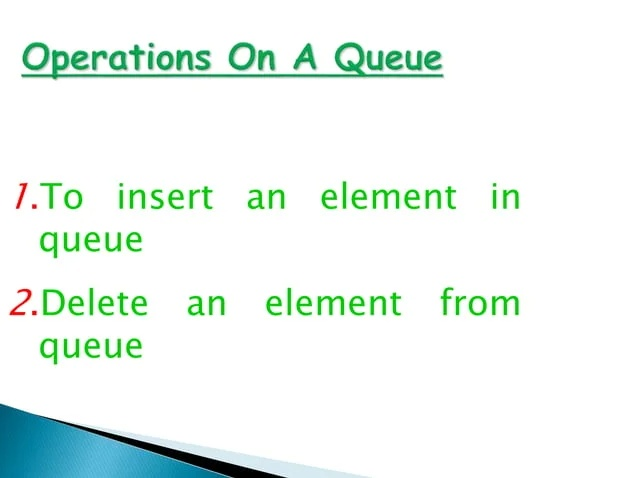 Operations On A Queue
1.To insert an element in
queue
2.Delete an element from
queue